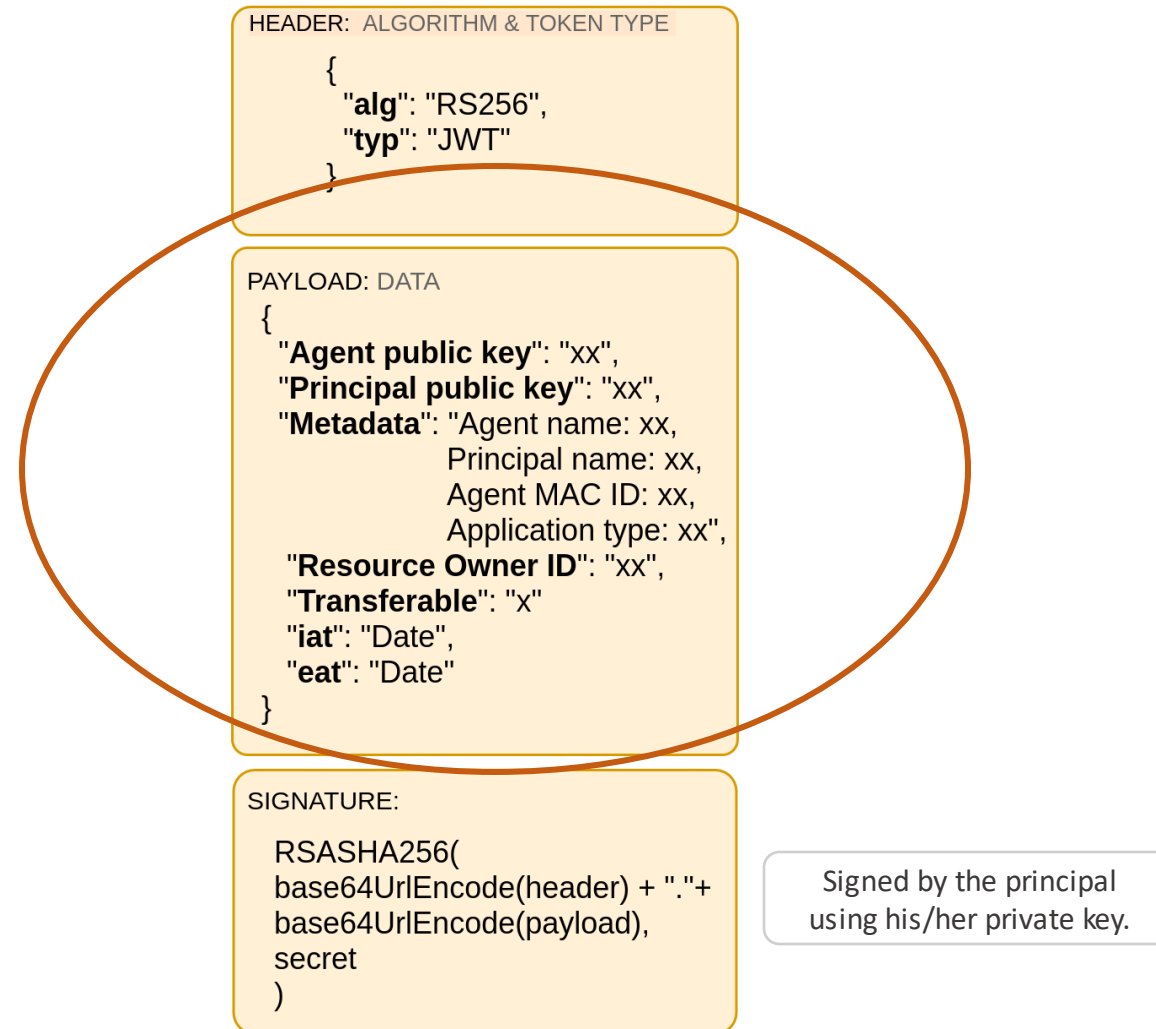 HEADER: ALGORITHM & TOKEN TYPE
{
"alg": "RS256",
"typ": "JWT"
}
PAYLOAD: DATA
{
"Agent public key": "xx",
"Principal public key": "xx",
"Metadata": "Agent name: xx,
Principal name: xx,
Agent MAC ID: xx,
Application type: xx",
"Resource Owner ID": "xx",
"Transferable": "x"
"iat": "Date",
"eat": "Date"
}
SIGNATURE:
RSASHA256(
base64UrlEncode(header) + "."+
base64UrlEncode(payload),
secret
)
Signed by the principal
using his/her private key.